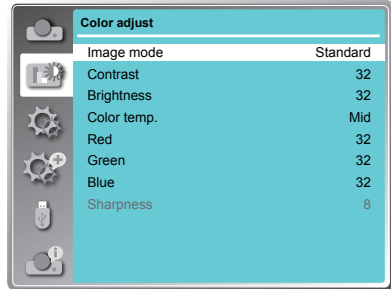 Color adjust
Image mode Standard
Contrast 32
Brightness 32
Color temp. Mid
Red 32
Green 32
Blue 32
Sharpness 8